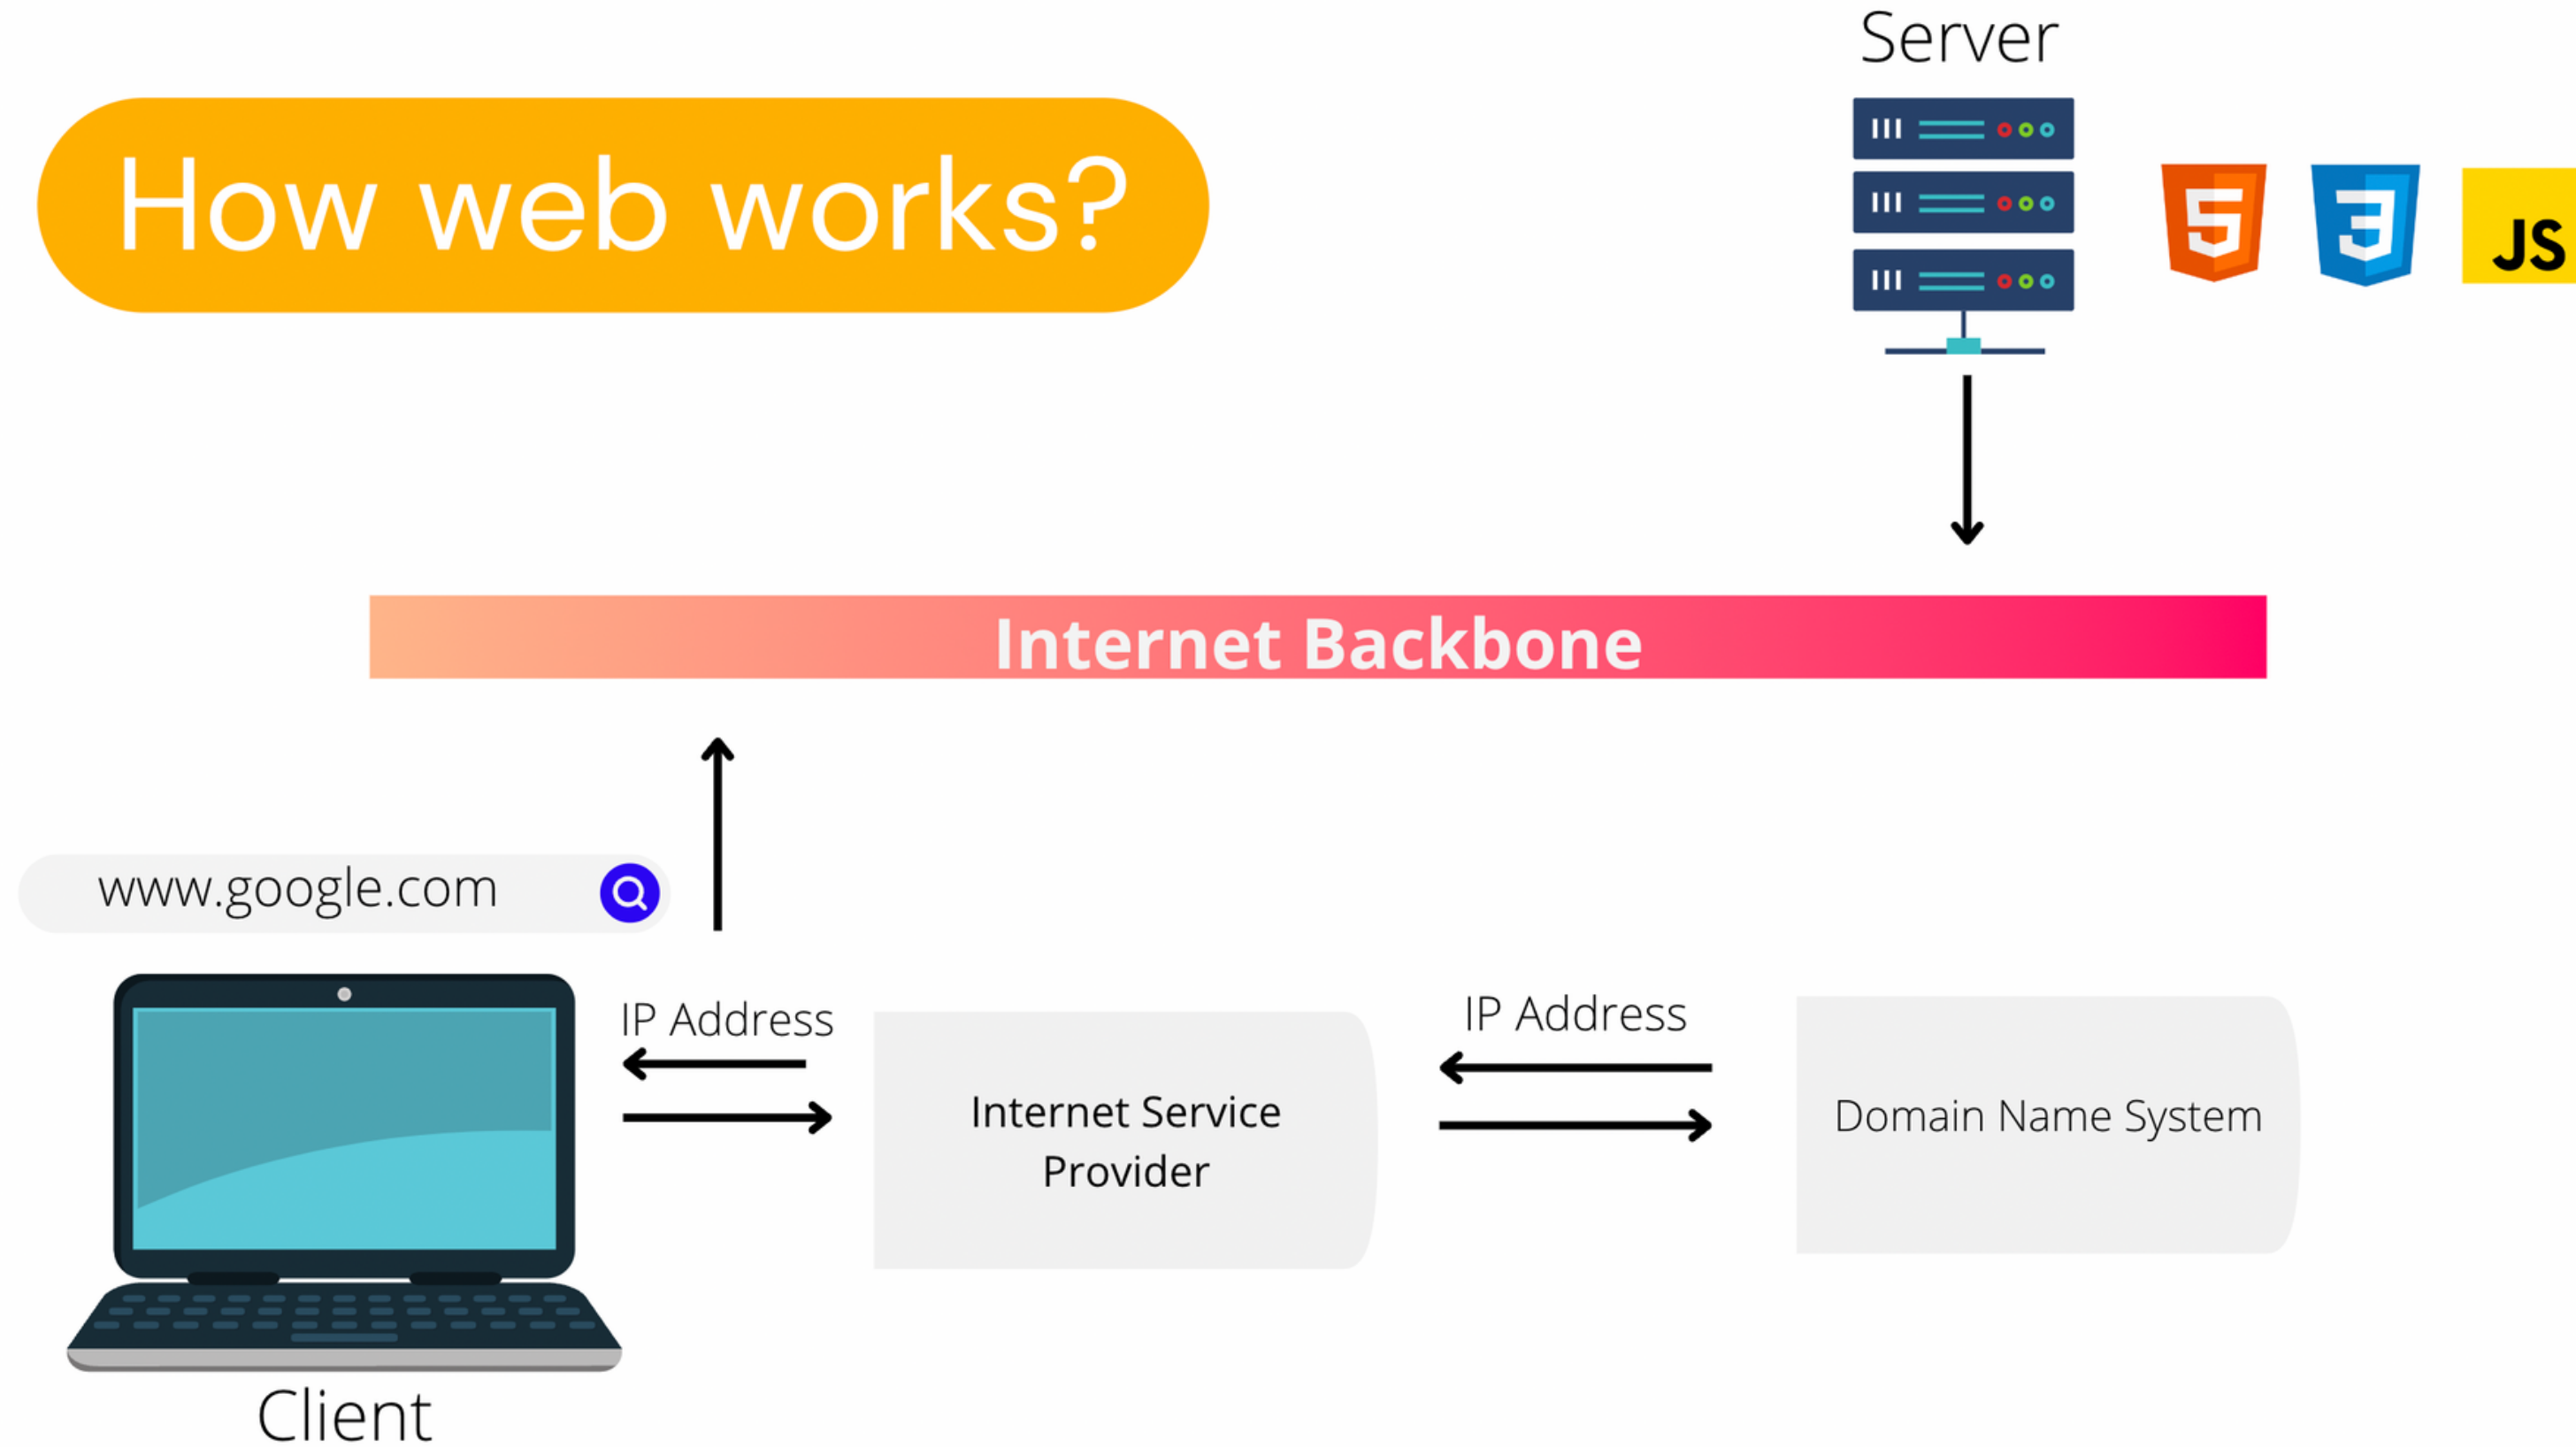 Server
How web works?
5
3
JS
Internet Backbone
www.google.com
IP Address
IP Address
Internet Service
Provider
Domain Name System
Client